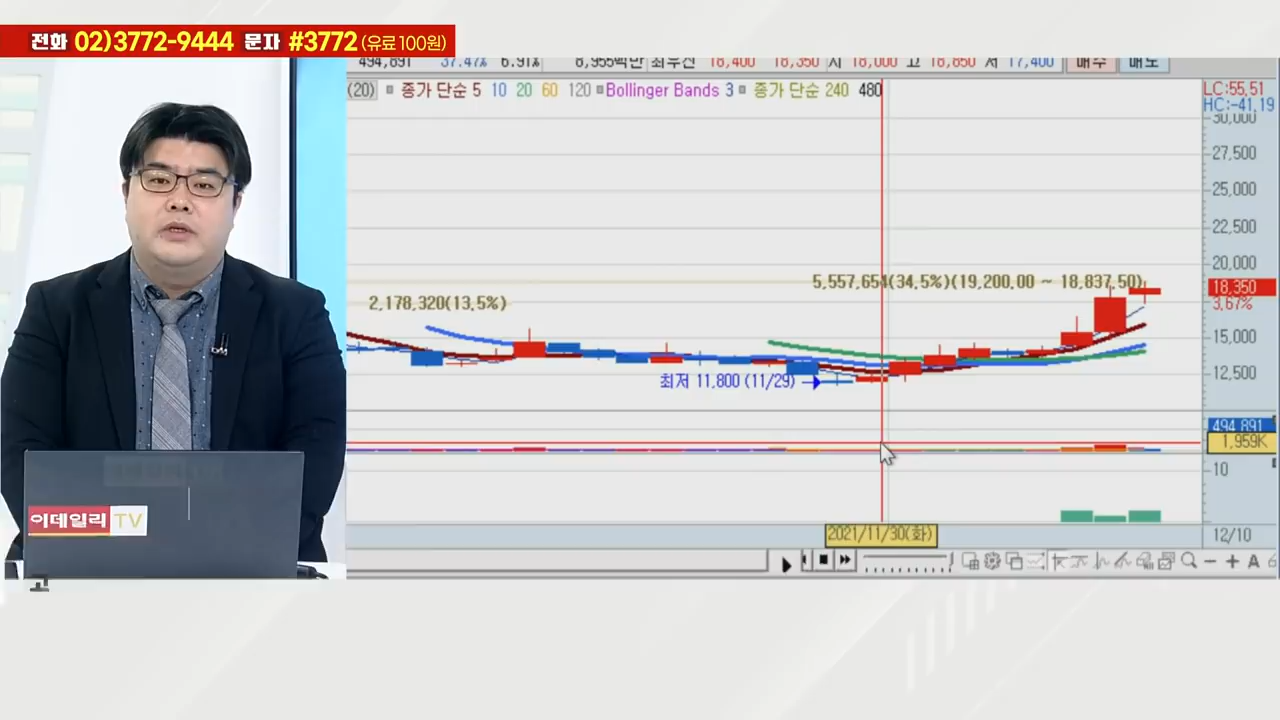 전화 02)3772-9444 문자 #3772 (유료100원)
494,891 37.47% 6.91% 8,955백만 최우선 18,400 18,350 시 18,000 고 18,850 저 17,400 매수 매도
(20) 종가 단순 5 10 20 60 120 Bollinger Bands 3 종가 단순 240 480
LC:55.51
HC:-41.19
30,000
27,500
25,000
22,500
20,000
5,557,654(34.5%)(19,200.00 ~ 18,837.50)
18,350
2,178,320(13.5%)
3.67%
15,000
최저 11,800 (11/29)
12,500
494,891
1,959K
10
이데일리 TV
2021/11/30(화)
12/10
A